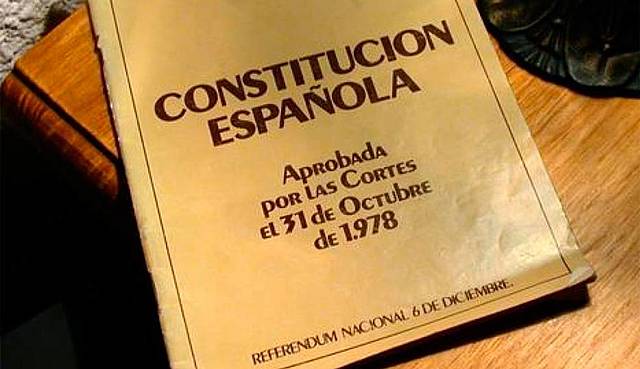 CONSTITUCION
ESPAÑOLA
Aprobada
por las Cortes
el 31 de Octubre
de 1.978
REFERENDUM NACIONAL 6 DE DICIEMBRE.